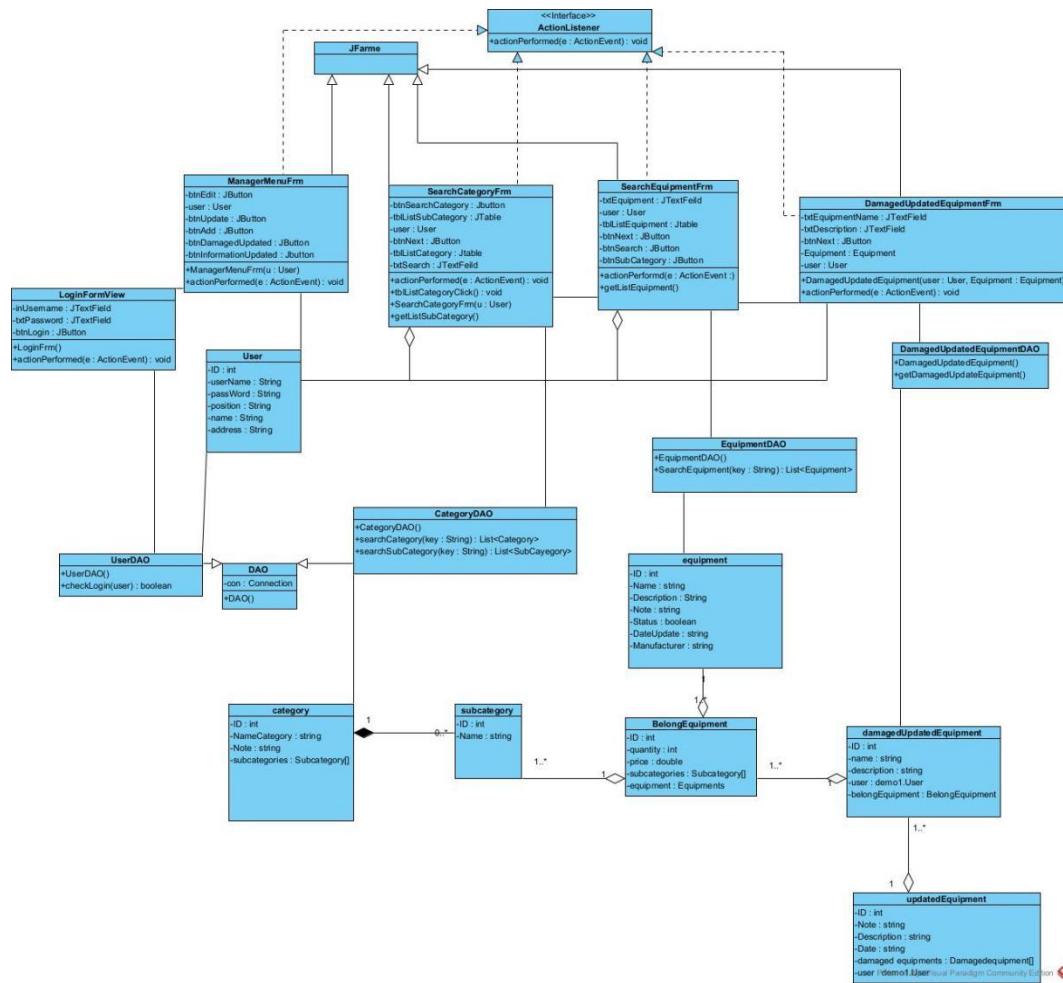 <<Interface>>
ActionListener
+actionPerformed(e : ActionEvent) : void
JFarme
ManagerMenuFrm
-btnEdit : JButton
-user : User
-btnUpdate : JButton
-btnAdd : JButton
-btnDamagedUpdated : JButton
-btnInformationUpdated : Jbutton
+ManagerMenuFrm(u : User)
+actionPerformed(e : ActionEvent) : void
SearchCategoryFrm
-btnSearchCategory : Jbutton
-tblListSubCategory : JTable
-user : User
-btnNext : JButton
-tblListCategory : Jtable
-txtSearch : JTextFeild
+actionPerformed(e : ActionEvent) : void
+tblListCategoryClick() : void
+SearchCategoryFrm(u : User)
+getListSubCategory()
SearchEquipmentFrm
-txtEquipment : JTextFeild
-user : User
-tblListEquipment : Jtable
-btnNext : JButton
-btnSearch : JButton
-btnSubCategory : JButton
+actionPerformd(e : ActionEvent :)
+getListEquipment()
DamagedUpdatedEquipmentFrm
-txtEquipmentName : JTextField
-txtDescription : JTextField
-btnNext : JButton
-Equipment : Equipment
-user : User
+DamagedUpdatedEquipment(user : User, Equipment : Equipment)
+actionPerformed(e : ActionEvent) : void
LoginFormView
-inUsername : JTextField
-txtPassword : JTextField
-btnLogin : JButton
+LoginFrm()
+actionPerformed(e : ActionEvent) : void
User
-ID : int
-userName : String
-passWord : String
-position : String
-name : String
-address : String
DamagedUpdatedEquipmentDAO
+DamagedUpdatedEquipment()
+getDamagedUpdateEquipment()
EquipmentDAO
+EquipmentDAO()
+SearchEquipment(key : String) : List<Equipment>
CategoryDAO
+CategoryDAO()
+searchCategory(key : String) : List<Category>
+searchSubCategory(key : String) : List<SubCayegory>
UserDAO
+UserDAO()
+checkLogin(user) : boolean
DAO
-con : Connection
+DAO()
equipment
-ID : int
-Name : string
-Description : String
-Note : string
-Status : boolean
-DateUpdate : string
-Manufacturer : string
1
1..*
category
-ID : int
-NameCategory : string
-Note : string
-subcategories : Subcategory[]
1
0..*
subcategory
-ID : int
-Name : string
1..*
1
BelongEquipment
-ID : int
-quantity : int
-price : double
-subcategories : Subcategory[]
-equipment : Equipments
1..*
1
damagedUpdatedEquipment
-ID : int
-name : string
-description : string
-user : demo1.User
-belongEquipment : BelongEquipment
1..*
1
updatedEquipment
-ID : int
-Note : string
-Description : string
-Date : string
-damaged equipments : Damagedequipment[]
-user : demo1.User
Visual Paradigm Community Edition